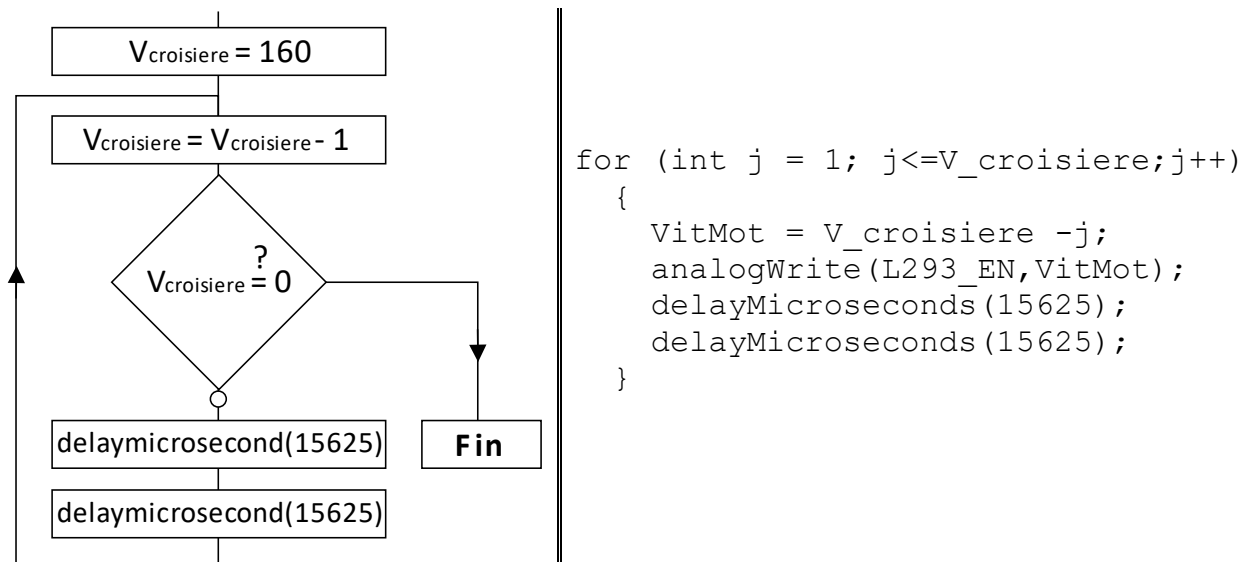 Vcroisiere = 160
Vcroisiere = Vcroisiere - 1
?
Vcroisiere = 0
delaymicrosecond(15625)
Fin
delaymicrosecond(15625)
for (int j = 1; j<=V_croisiere;j++)
{
VitMot = V_croisiere -j;
analogWrite(L293_EN,VitMot);
delayMicroseconds(15625);
delayMicroseconds(15625);
}